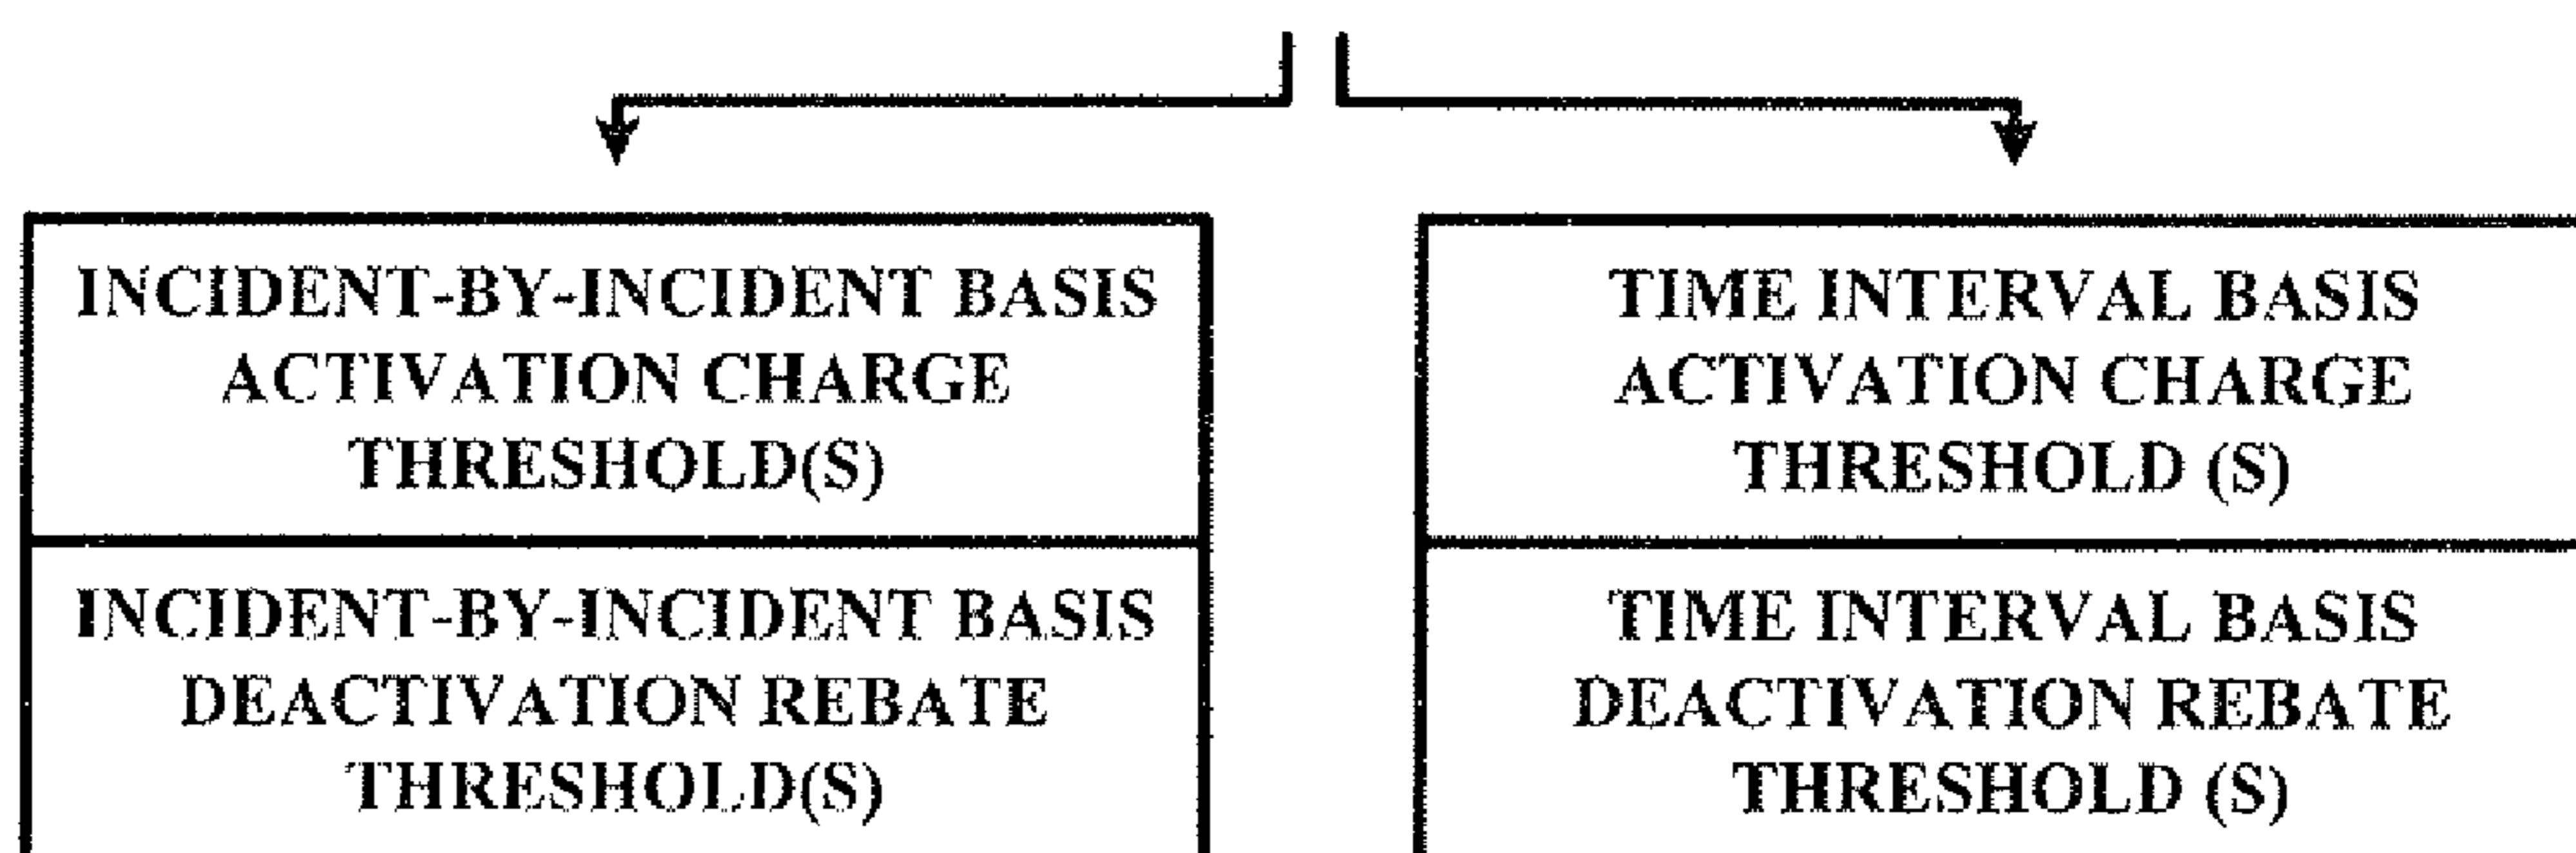 INCIDENT-BY-INCIDENT BASIS
ACTIVATION CHARGE
THRESHOLD(S)
INCIDENT-BY-INCIDENT BASIS
DEACTIVATION REBATE
THRESHOLD(S)
TIME INTERVAL BASIS
ACTIVATION CHARGE
THRESHOLD (S)
TIME INTERVAL BASIS
DEACTIVATION REBATE
THRESHOLD (S)